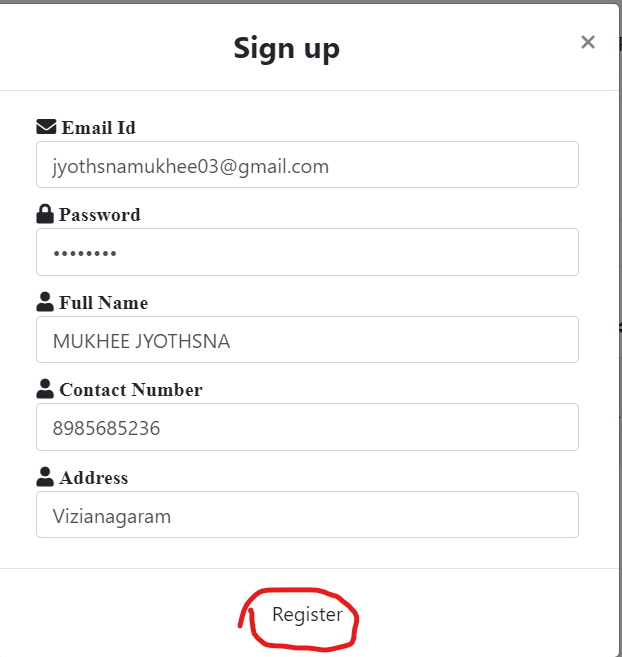 Sign up
×
Email Id
jyothsnamukhee03@gmail.com
Password
••••••••
Full Name
MUKHEE JYOTHSNA
Contact Number
8985685236
Address
Vizianagaram
Register